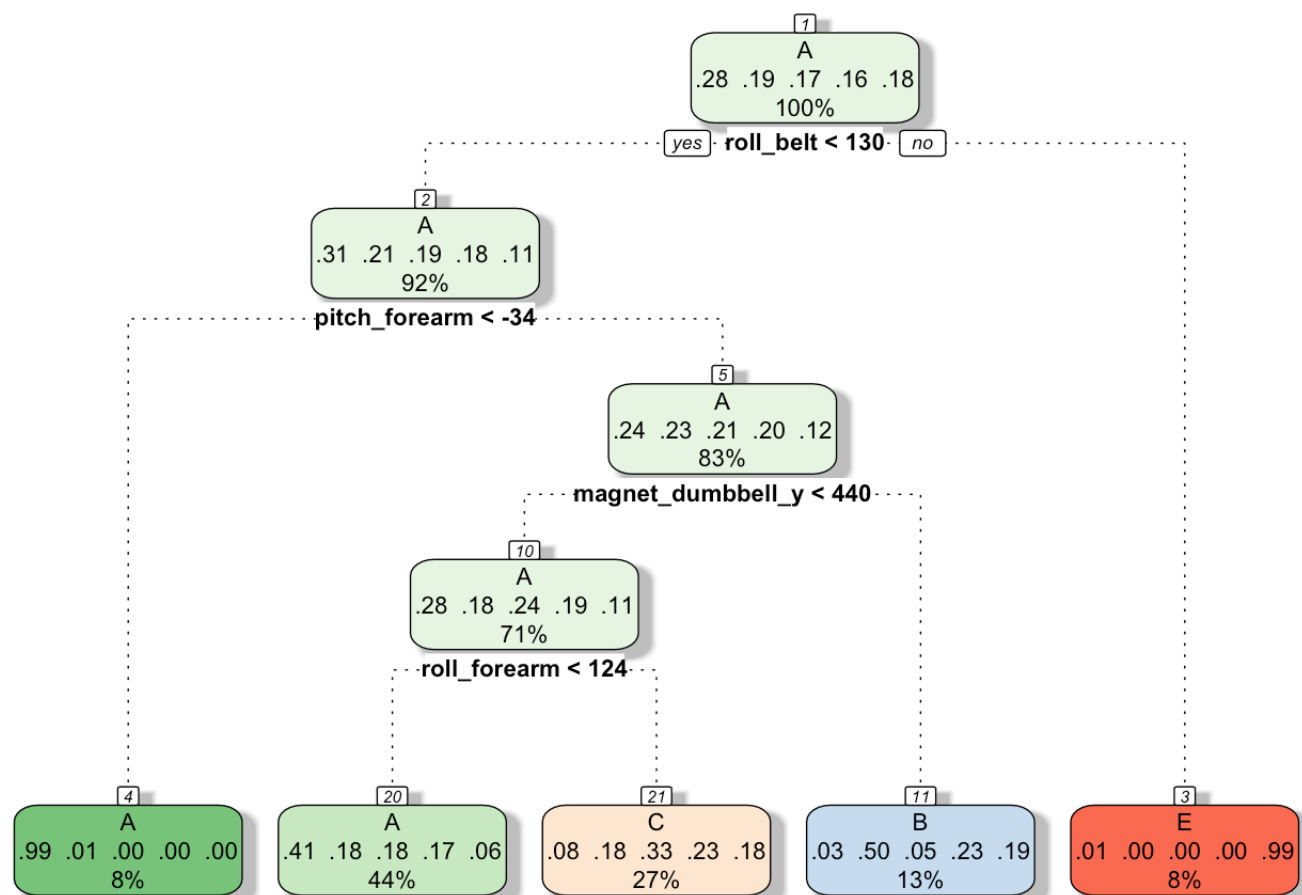 1
A
.28 .19 .17 .16 .18
100%
yes roll_belt < 130 no
2
A
.31 .21 .19 .18 .11
92%
pitch_forearm < -34
5
A
.24 .23 .21 .20 .12
83%
magnet_dumbbell_y < 440
10
A
.28 .18 .24 .19 .11
71%
roll_forearm < 124
4
A
.99 .01 .00 .00 .00
8%
20
A
.41 .18 .18 .17 .06
44%
21
C
.08 .18 .33 .23 .18
27%
11
B
.03 .50 .05 .23 .19
13%
3
E
.01 .00 .00 .00 .99
8%